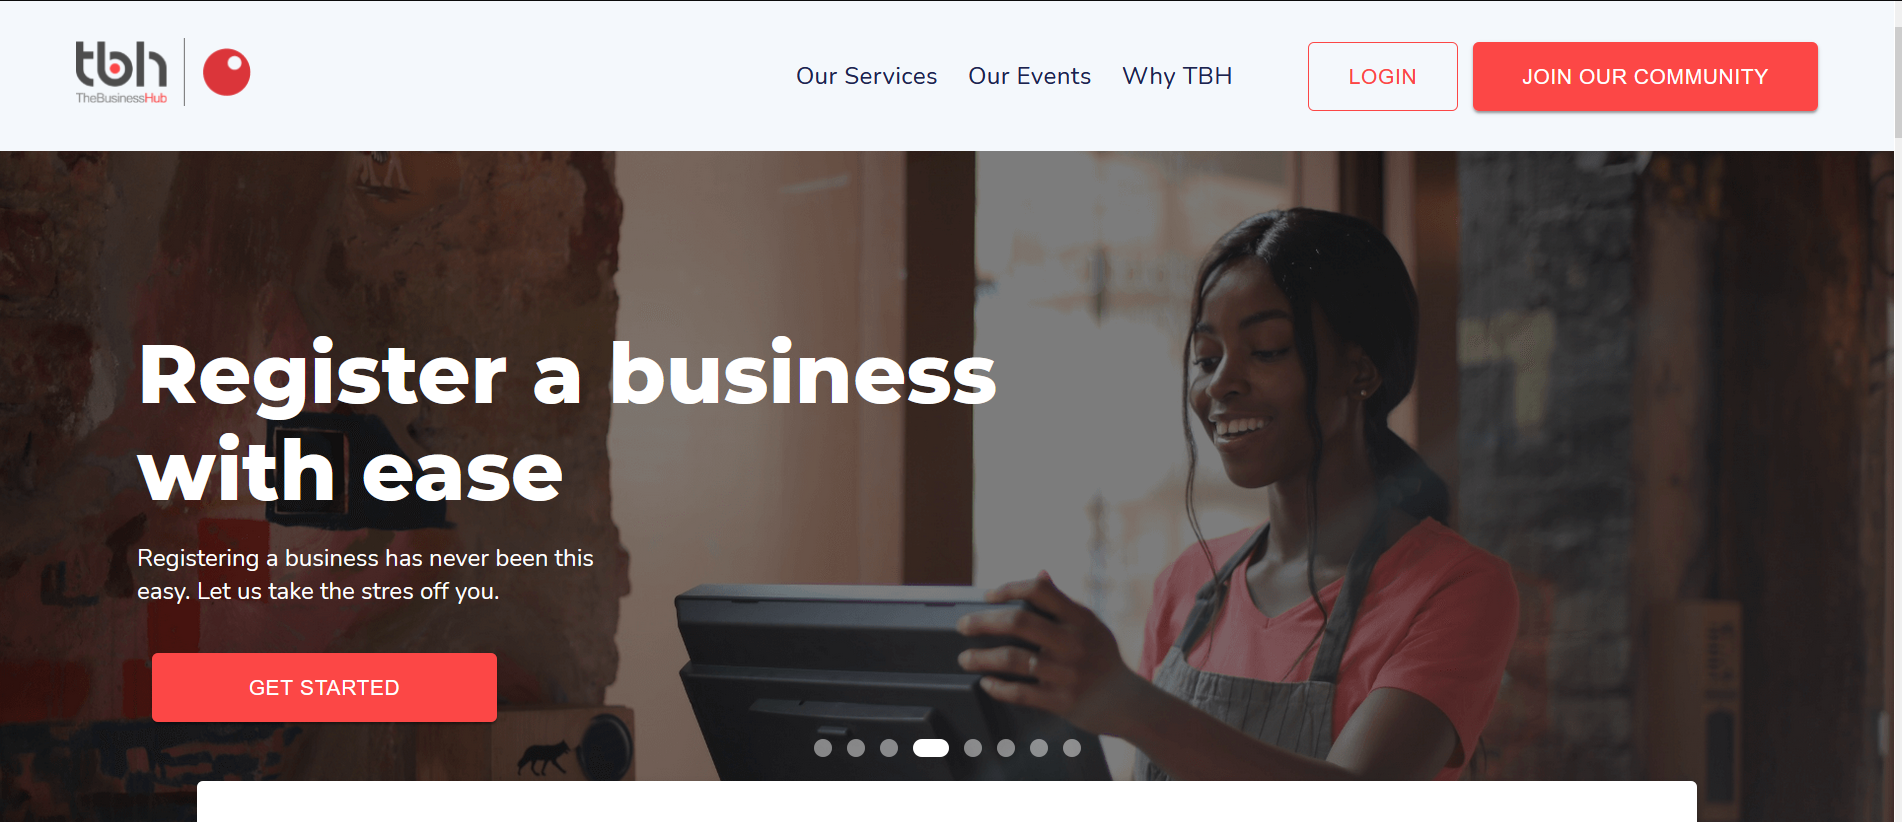 tbh
TheBusinessHub
Our Services
Our Events
Why TBH
LOGIN
JOIN OUR COMMUNITY
Register a business
with ease
Registering a business has never been this
easy. Let us take the stres off you.
GET STARTED